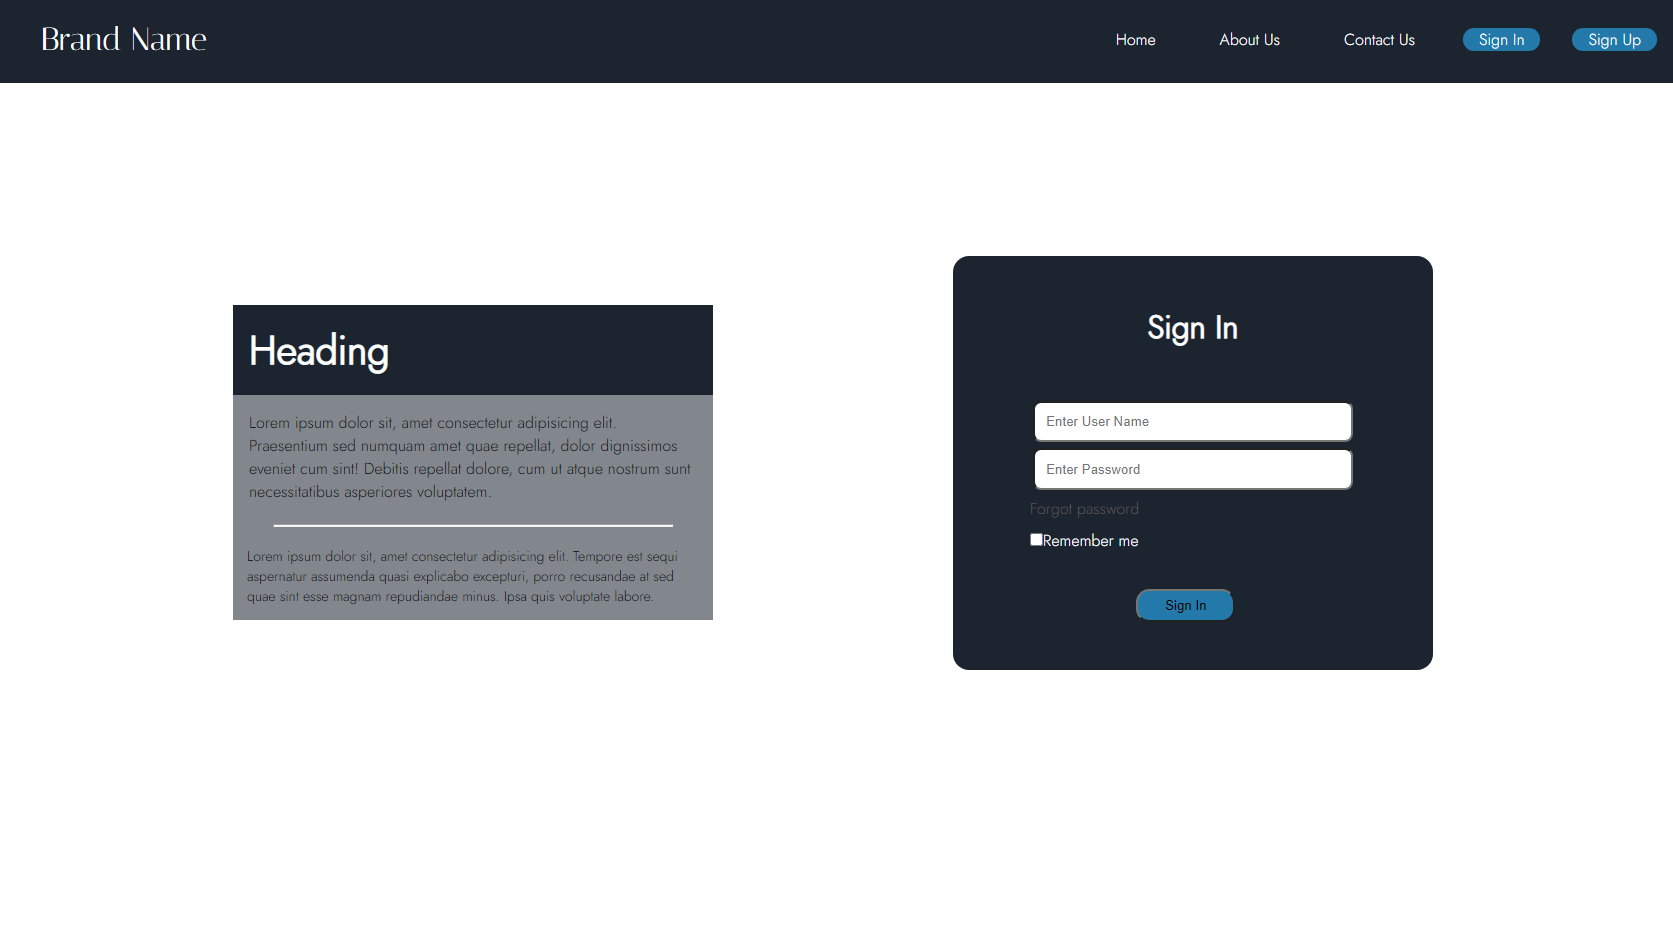 Brand Name
Home
About Us
Contact Us
Sign In
Sign Up
Heading
Lorem ipsum dolor sit, amet consectetur adipisicing elit.
Praesentium sed numquam amet quae repellat, dolor dignissimos
eveniet cum sint! Debitis repellat dolore, cum ut atque nostrum sunt
necessitatibus asperiores voluptatem.
Lorem ipsum dolor sit, amet consectetur adipisicing elit. Tempore est sequi
aspernatur assumenda quasi explicabo excepturi, porro recusandae at sed
quae sint esse magnam repudiandae minus. Ipsa quis voluptate labore.
Sign In
Enter User Name
Enter Password
Forgot password
Remember me
Sign In